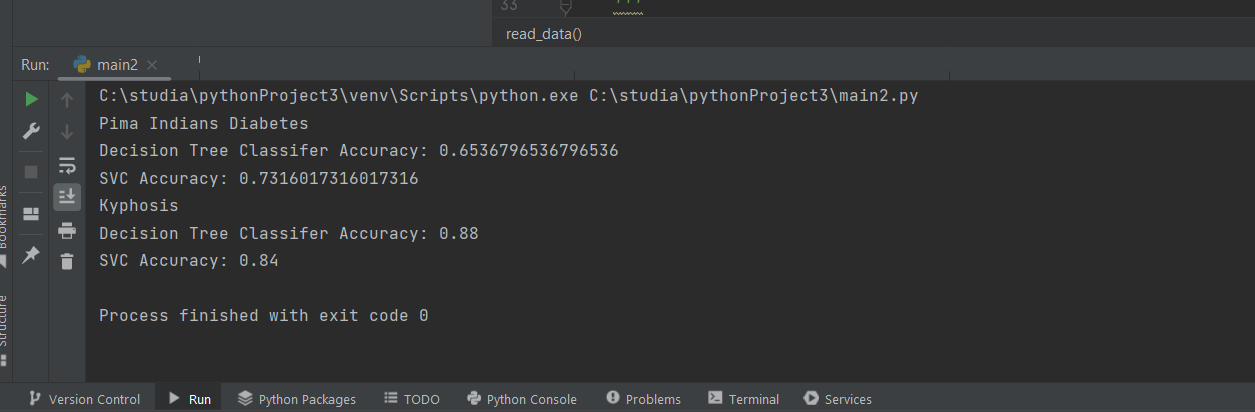 33
read_data()
Run: main2
C:\studia\pythonProject3\venv\Scripts\python.exe C:\studia\pythonProject3\main2.py
Pima Indians Diabetes
Decision Tree Classifer Accuracy: 0.6536796536796536
SVC Accuracy: 0.7316017316017316
Kyphosis
Decision Tree Classifer Accuracy: 0.88
SVC Accuracy: 0.84
Process finished with exit code 0
Bookmarks
Structure
Version Control Run Python Packages TODO Python Console Problems Terminal Services